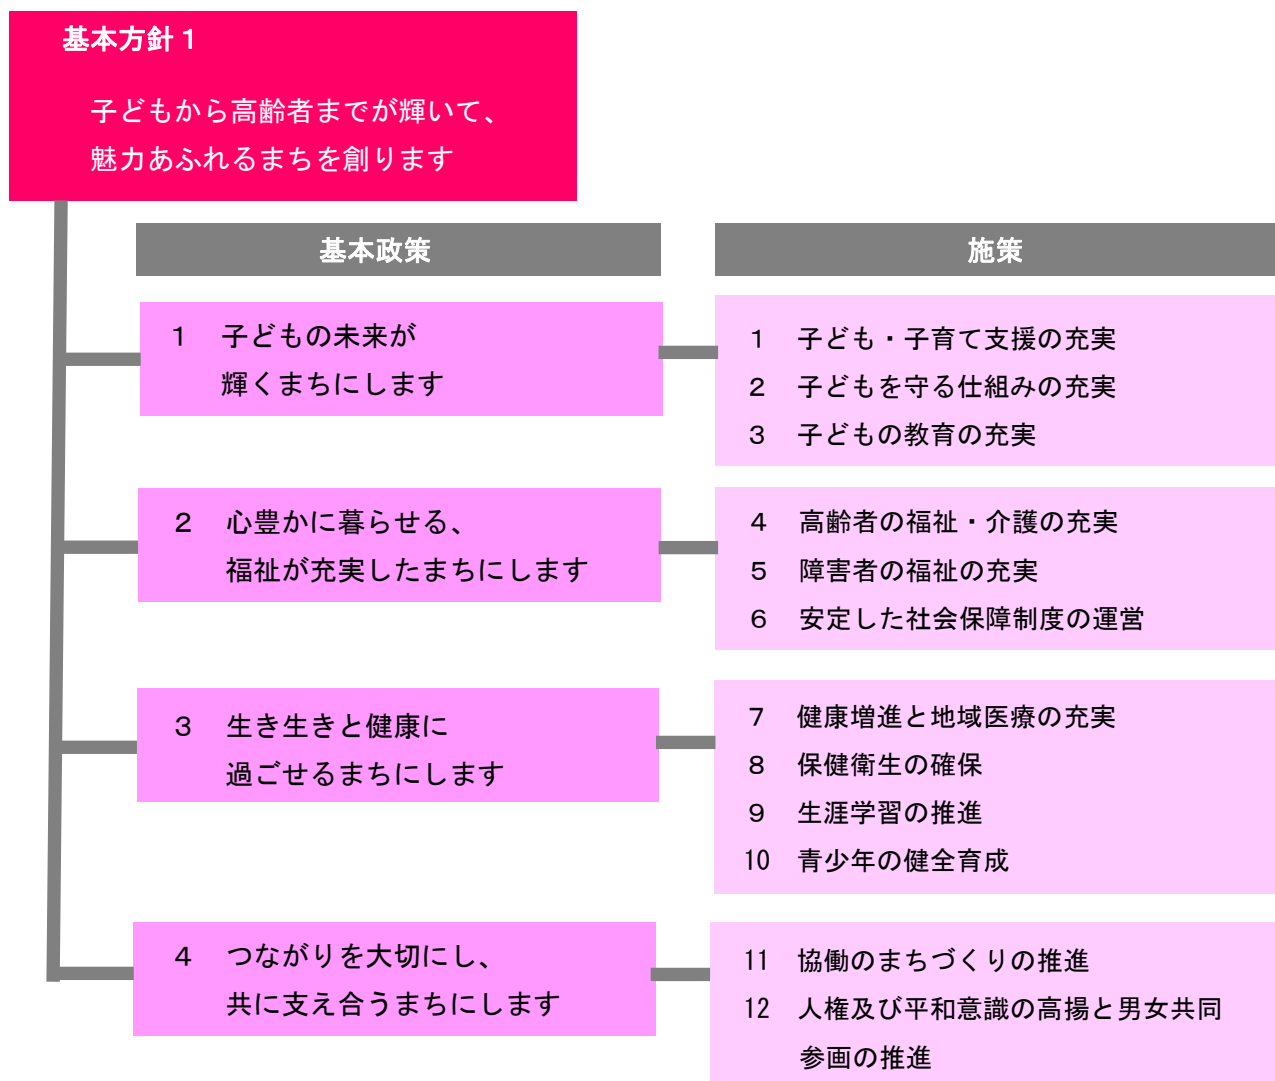 基本方針１
子どもから高齢者までが輝いて、
魅力あふれるまちを創ります
基本政策
施策
１　子どもの未来が
輝くまちにします
１　子ども・子育て支援の充実
２　子どもを守る仕組みの充実
３　子どもの教育の充実
２　心豊かに暮らせる、
福祉が充実したまちにします
４　高齢者の福祉・介護の充実
５　障害者の福祉の充実
６　安定した社会保障制度の運営
３　生き生きと健康に
過ごせるまちにします
７　健康増進と地域医療の充実
８　保健衛生の確保
９　生涯学習の推進
10　青少年の健全育成
４　つながりを大切にし、
共に支え合うまちにします
11　協働のまちづくりの推進
12　人権及び平和意識の高揚と男女共同
参画の推進